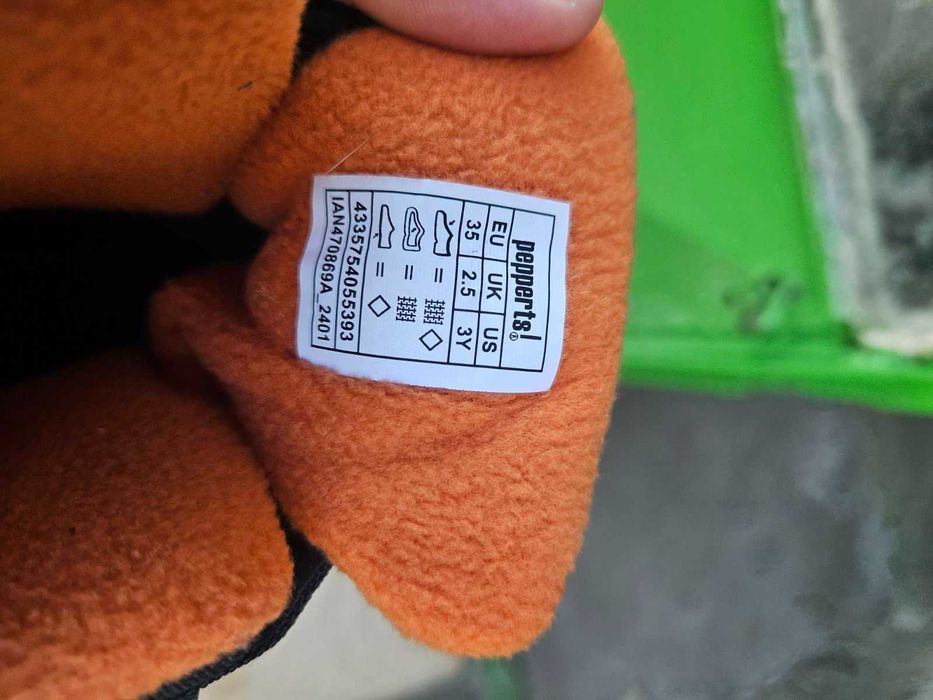 pepperts!®
EU UK US
35 2.5 3Y
=
=
=
4335754055393
IAN470869A_2401